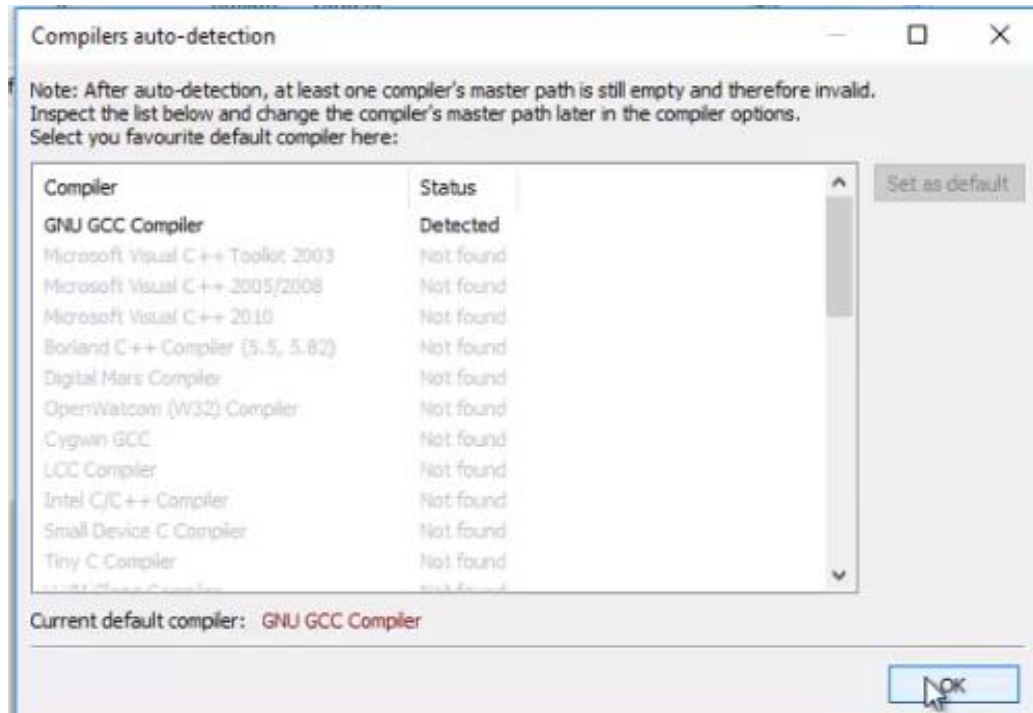 Compilers auto-detection
Note: After auto-detection, at least one compiler's master path is still empty and therefore invalid.
Inspect the list below and change the compiler's master path later in the compiler options.
Select you favourite default compiler here:
Compiler Status
Set as default
GNU GCC Compiler Detected
Microsoft Visual C++ Toolkit 2003 Not found
Microsoft Visual C++ 2005/2008 Not found
Microsoft Visual C++ 2010 Not found
Borland C++ Compiler (5.5, 5.82) Not found
Digital Mars Compiler Not found
OpenWatcom (W32) Compiler Not found
Cygwin GCC Not found
LCC Compiler Not found
Intel C/C++ Compiler Not found
Small Device C Compiler Not found
Tiny C Compiler Not found
Current default compiler: GNU GCC Compiler
OK